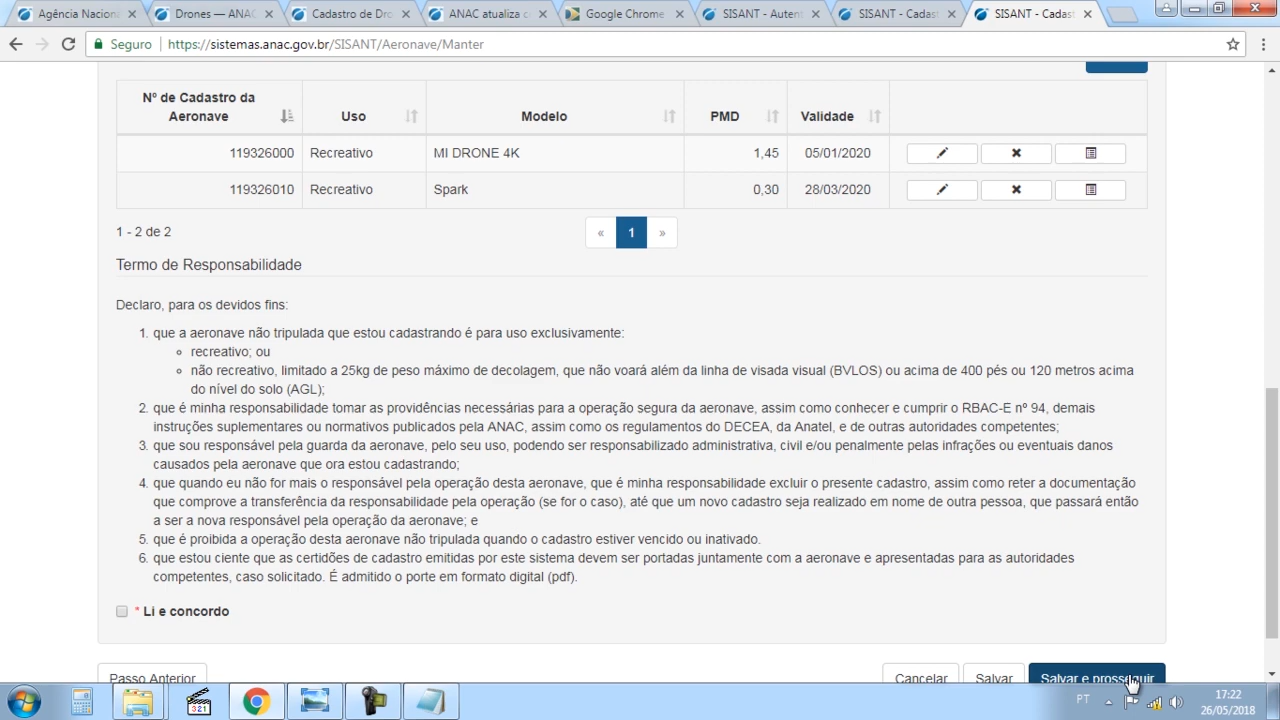 Agência Naciona
Drones — ANAC
Cadastro de Dro
ANAC atualiza c
Google Chrome
SISANT - Autent
SISANT - Cadast
SISANT - Cadast
Seguro
https://sistemas.anac.gov.br/SISANT/Aeronave/Manter
Nº de Cadastro da
Aeronave
Uso
Modelo
PMD
Validade
119326000 Recreativo MI DRONE 4K 1,45 05/01/2020
119326010 Recreativo Spark 0,30 28/03/2020
1 - 2 de 2
« 1 »
Termo de Responsabilidade
Declaro, para os devidos fins:
1. que a aeronave não tripulada que estou cadastrando é para uso exclusivamente:
recreativo; ou
não recreativo, limitado a 25kg de peso máximo de decolagem, que não voará além da linha de visada visual (BVLOS) ou acima de 400 pés ou 120 metros acima
do nível do solo (AGL);
2. que é minha responsabilidade tomar as providências necessárias para a operação segura da aeronave, assim como conhecer e cumprir o RBAC-E nº 94, demais
instruções suplementares ou normativos publicados pela ANAC, assim como os regulamentos do DECEA, da Anatel, e de outras autoridades competentes;
3. que sou responsável pela guarda da aeronave, pelo seu uso, podendo ser responsabilizado administrativa, civil e/ou penalmente pelas infrações ou eventuais danos
causados pela aeronave que ora estou cadastrando;
4. que quando eu não for mais o responsável pela operação desta aeronave, que é minha responsabilidade excluir o presente cadastro, assim como reter a documentação
que comprove a transferência da responsabilidade pela operação (se for o caso), até que um novo cadastro seja realizado em nome de outra pessoa, que passará então
a ser a nova responsável pela operação da aeronave; e
5. que é proibida a operação desta aeronave não tripulada quando o cadastro estiver vencido ou inativado.
6. que estou ciente que as certidões de cadastro emitidas por este sistema devem ser portadas juntamente com a aeronave e apresentadas para as autoridades
competentes, caso solicitado. É admitido o porte em formato digital (pdf).
* Li e concordo
Passo Anterior
Cancelar
Salvar
Salvar e prosseguir
321
PT
17:22
26/05/2018